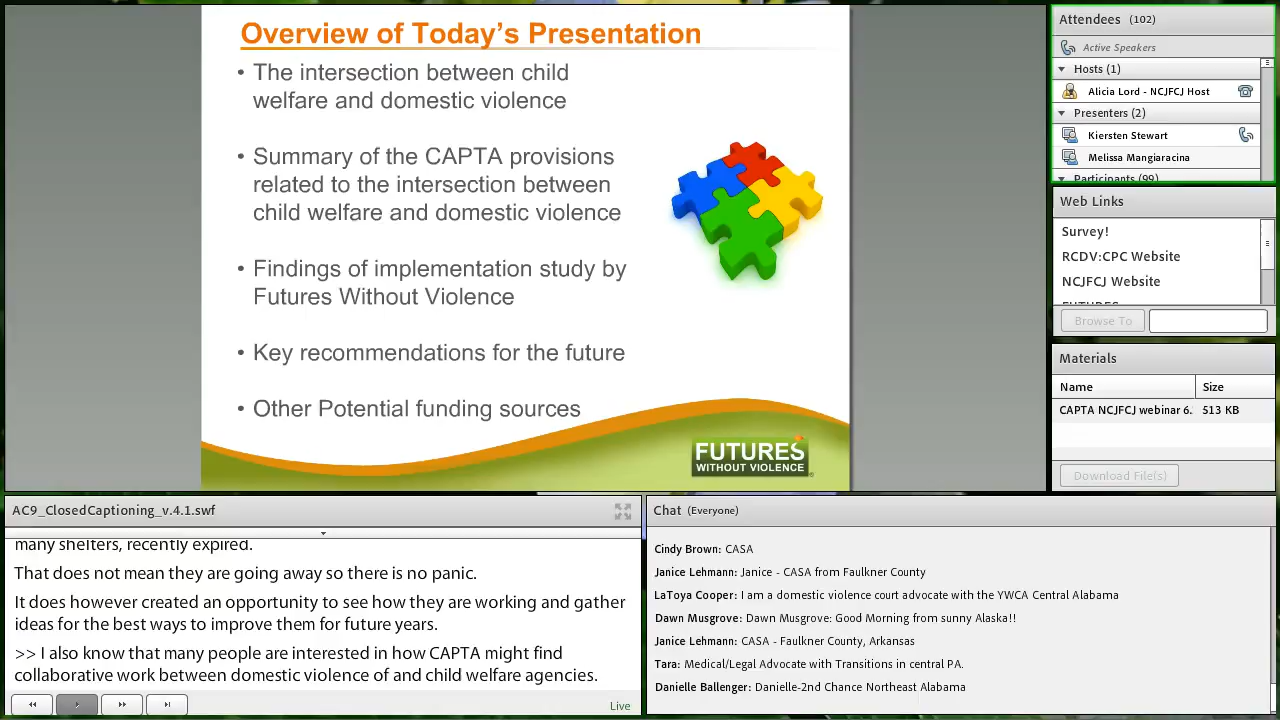 Overview of Today's Presentation
• The intersection between child
welfare and domestic violence
• Summary of the CAPTA provisions
related to the intersection between
child welfare and domestic violence
• Findings of implementation study by
Futures Without Violence
• Key recommendations for the future
• Other Potential funding sources
FUTURES
WITHOUT VIOLENCE
Attendees (102)
Active Speakers
Hosts (1)
Alicia Lord - NCJFCJ Host
Presenters (2)
Kiersten Stewart
Melissa Mangiaracina
Participants (99)
Web Links
Survey!
RCDV:CPC Website
NCJFCJ Website
FUTURES
Browse To
Materials
Name Size
CAPTA NCJFCJ webinar 6. 513 KB
Download File(s)
AC9_ClosedCaptioning_v.4.1.swf
many shelters, recently expired.
That does not mean they are going away so there is no panic.
It does however created an opportunity to see how they are working and gather
ideas for the best ways to improve them for future years.
>> I also know that many people are interested in how CAPTA might find
collaborative work between domestic violence of and child welfare agencies.
Live
Chat (Everyone)
Cindy Brown: CASA
Janice Lehmann: Janice - CASA from Faulkner County
LaToya Cooper: I am a domestic violence court advocate with the YWCA Central Alabama
Dawn Musgrove: Dawn Musgrove: Good Morning from sunny Alaska!!
Janice Lehmann: CASA - Faulkner County, Arkansas
Tara: Medical/Legal Advocate with Transitions in central PA.
Danielle Ballenger: Danielle-2nd Chance Northeast Alabama